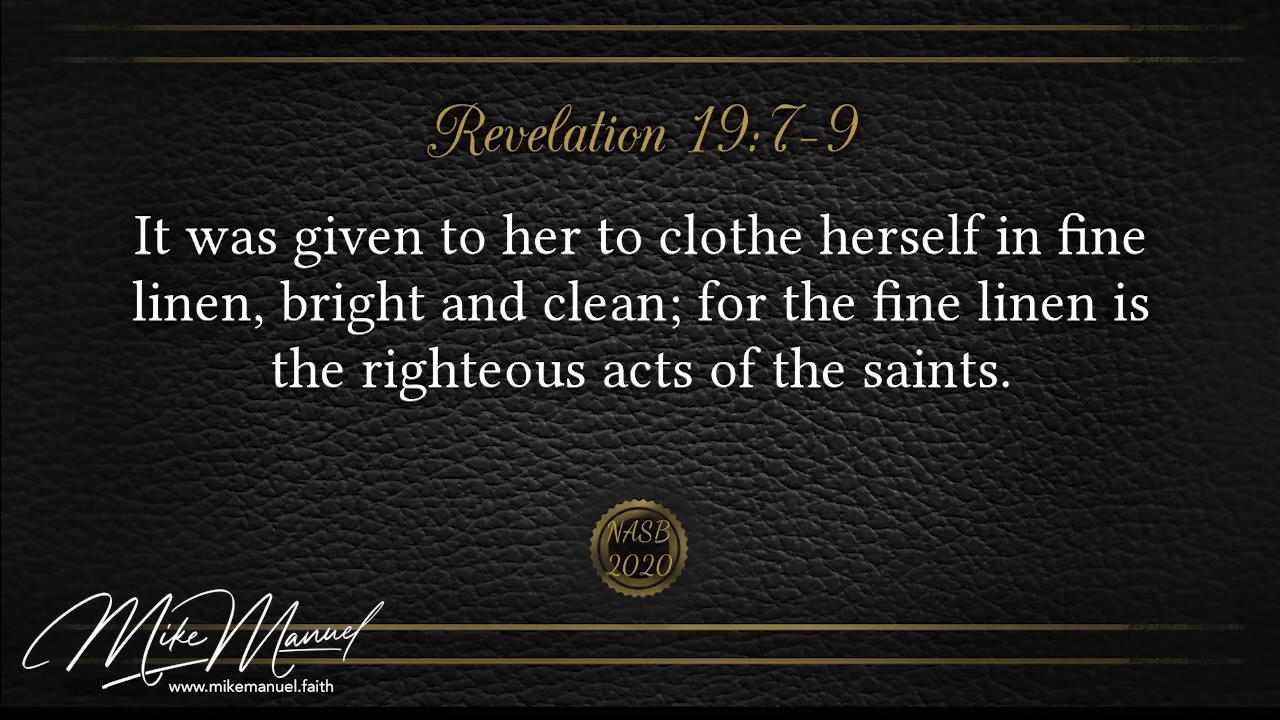 Revelation 19:7-9
It was given to her to clothe herself in fine
linen, bright and clean; for the fine linen is
the righteous acts of the saints.
NASB
2020
Mike Manuel
www.mikemanuel.faith